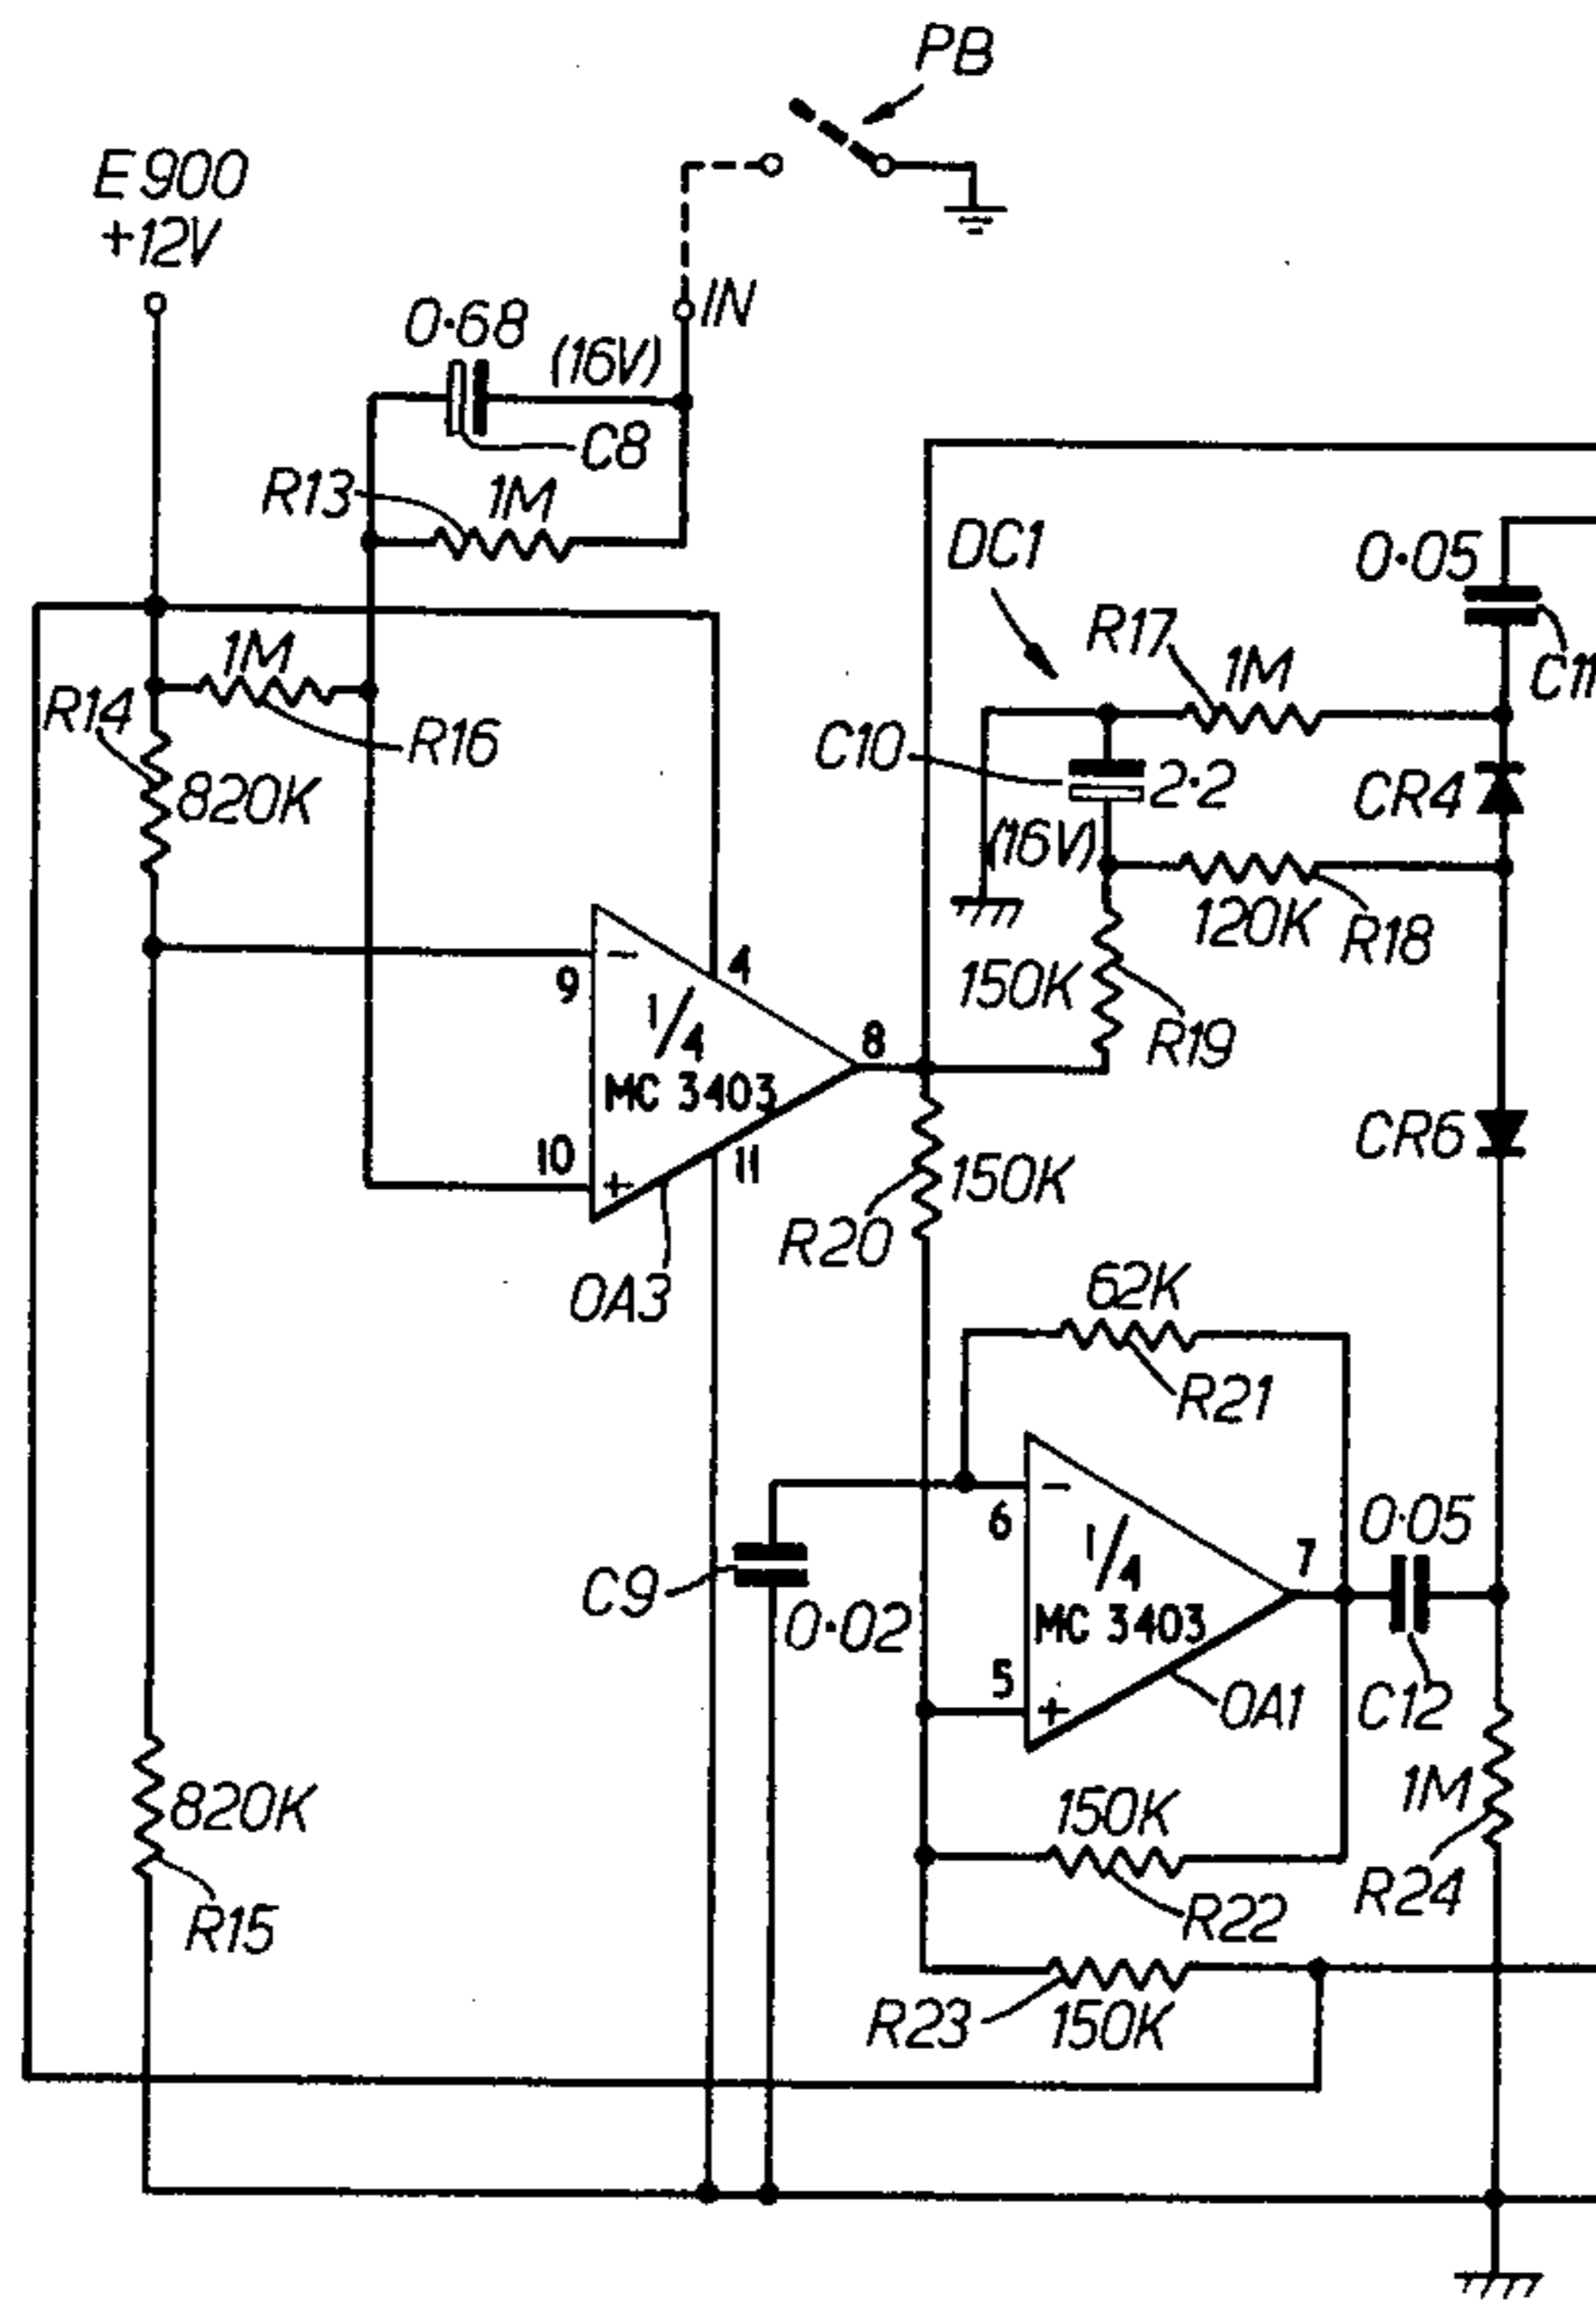 PB
E900
+12V
IN
0·68
(16V)
C8
R13
1M
DC1
0·05
C11
R17
1M
1M
R14
R16
C10
2·2
(16V)
CR4
820K
120K
R18
150K
R19
9
4
1/4
MC 3403
8
10
11
OA3
CR6
150K
R20
62K
R21
6
1/4
MC 3403
7
0·05
C9
0·02
5
OA1
C12
820K
150K
1M
R24
R15
R22
R23
150K